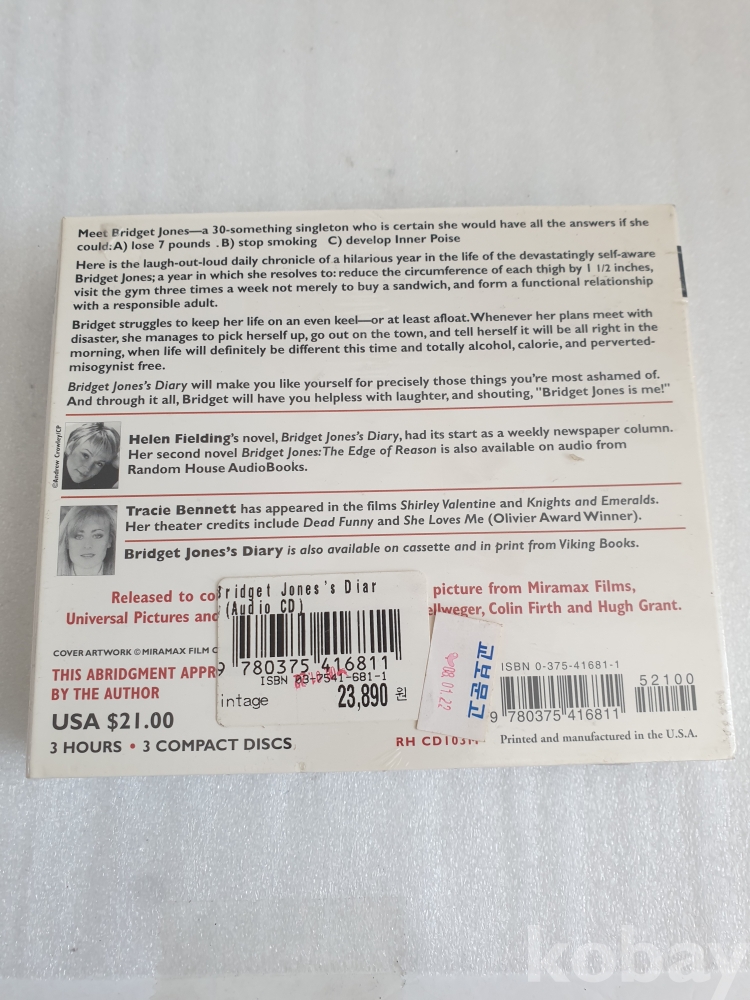 Meet Bridget Jones—a 30-something singleton who is certain she would have all the answers if she
could: A) lose 7 pounds . B) stop smoking C) develop Inner Poise
Here is the laugh-out-loud daily chronicle of a hilarious year in the life of the devastatingly self-aware
Bridget Jones; a year in which she resolves to: reduce the circumference of each thigh by 1 1/2 inches,
visit the gym three times a week not merely to buy a sandwich, and form a functional relationship
with a responsible adult.
Bridget struggles to keep her life on an even keel—or at least afloat. Whenever her plans meet with
disaster, she manages to pick herself up, go out on the town, and tell herself it will be all right in the
morning, when life will definitely be different this time and totally alcohol, calorie, and perverted-
misogynist free.
Bridget Jones's Diary will make you like yourself for precisely those things you're most ashamed of.
And through it all, Bridget will have you helpless with laughter, and shouting, "Bridget Jones is me!"
©Andrew Crowley/CP
Helen Fielding's novel, Bridget Jones's Diary, had its start as a weekly newspaper column.
Her second novel Bridget Jones: The Edge of Reason is also available on audio from
Random House AudioBooks.
Tracie Bennett has appeared in the films Shirley Valentine and Knights and Emeralds.
Her theater credits include Dead Funny and She Loves Me (Olivier Award Winner).
Bridget Jones's Diary is also available on cassette and in print from Viking Books.
Released to co picture from Miramax Films,
Universal Pictures and ellweger, Colin Firth and Hugh Grant.
Bridget Jones's Diar
(Audio CD)
9 780375 416811
ISBN 037541-681-1
intage 23,890 원
COVER ARTWORK © MIRAMAX FILM C
THIS ABRIDGMENT APPR
BY THE AUTHOR
USA $21.00
3 HOURS • 3 COMPACT DISCS
ISBN 0-375-41681-1
52100
9 780375 416811
RH CD
Printed and manufactured in the U.S.A.
kobay